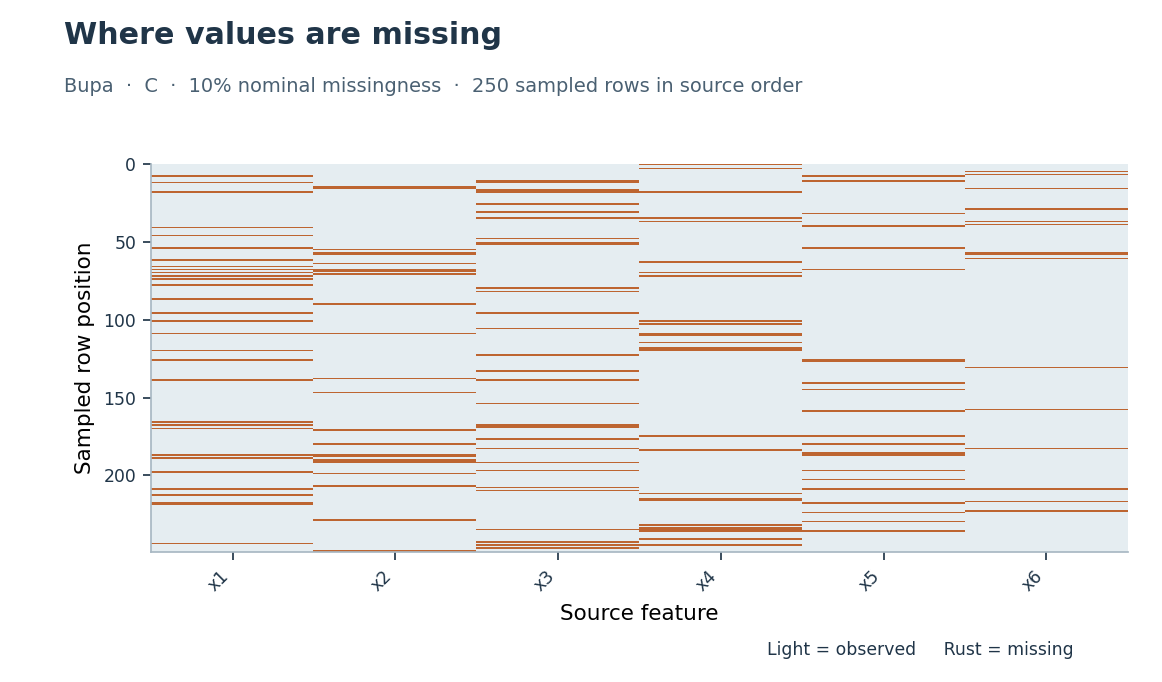 Where values are missing
Bupa · C · 10% nominal missingness · 250 sampled rows in source order
0
50
100
150
200
Sampled row position
x1 x2 x3 x4 x5 x6
Source feature
Light = observed Rust = missing